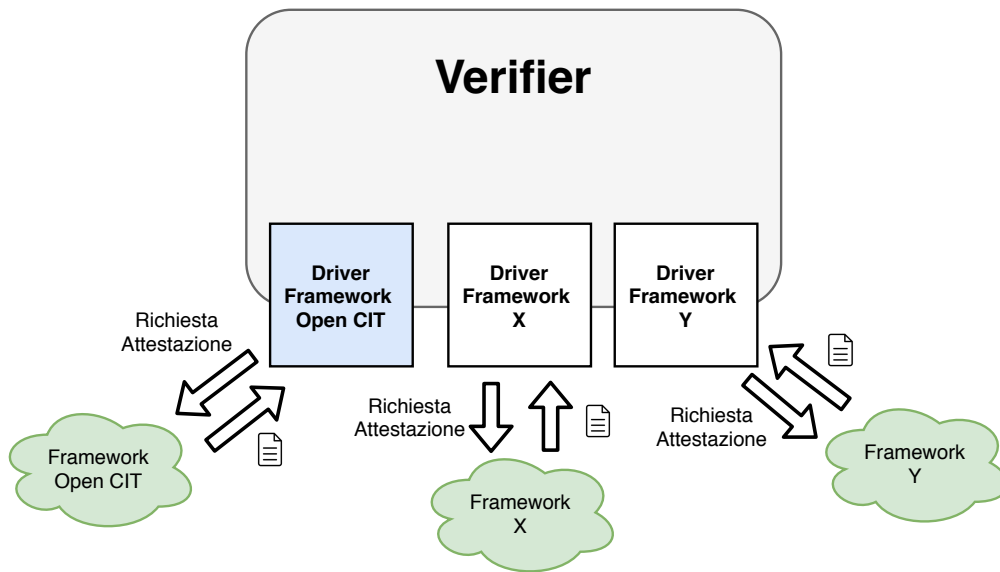 Verifier
Driver
Framework
Open CIT
Driver
Framework
X
Driver
Framework
Y
Richiesta
Attestazione
Richiesta
Attestazione
Richiesta
Attestazione
Framework
Open CIT
Framework
X
Framework
Y